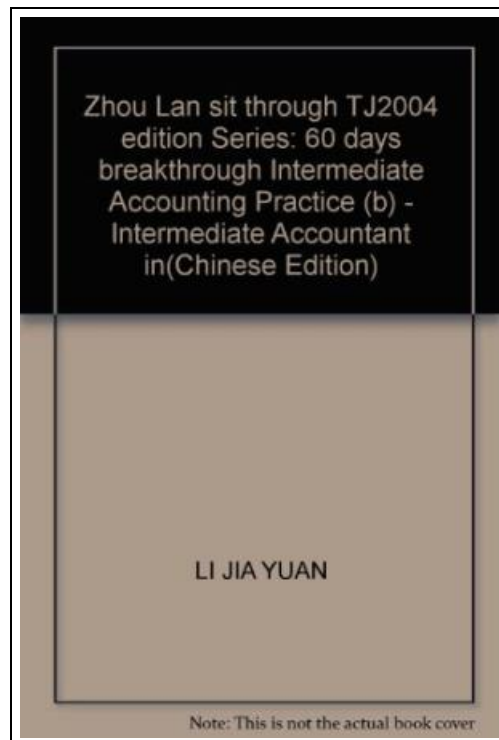 Zhou Lan sit through TJ2004
edition Series: 60 days
breakthrough Intermediate
Accounting Practice (b) -
Intermediate Accountant
in(Chinese Edition)
LI JIA YUAN
Note: This is not the actual book cover